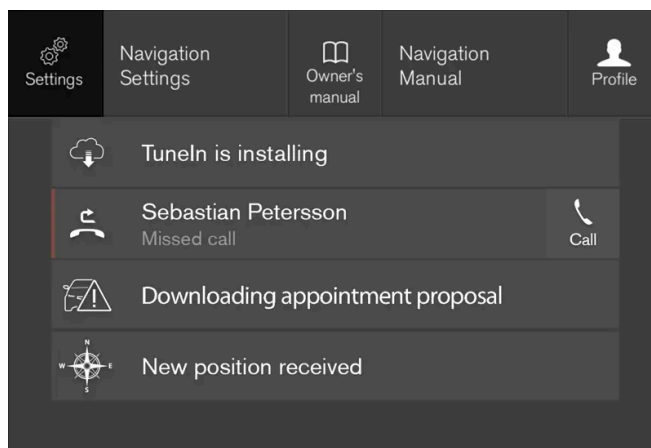 Settings
Navigation
Settings
Owner's
manual
Navigation
Manual
Profile
TuneIn is installing
Sebastian Petersson
Missed call
Call
Downloading appointment proposal
N
W
E
S
New position received